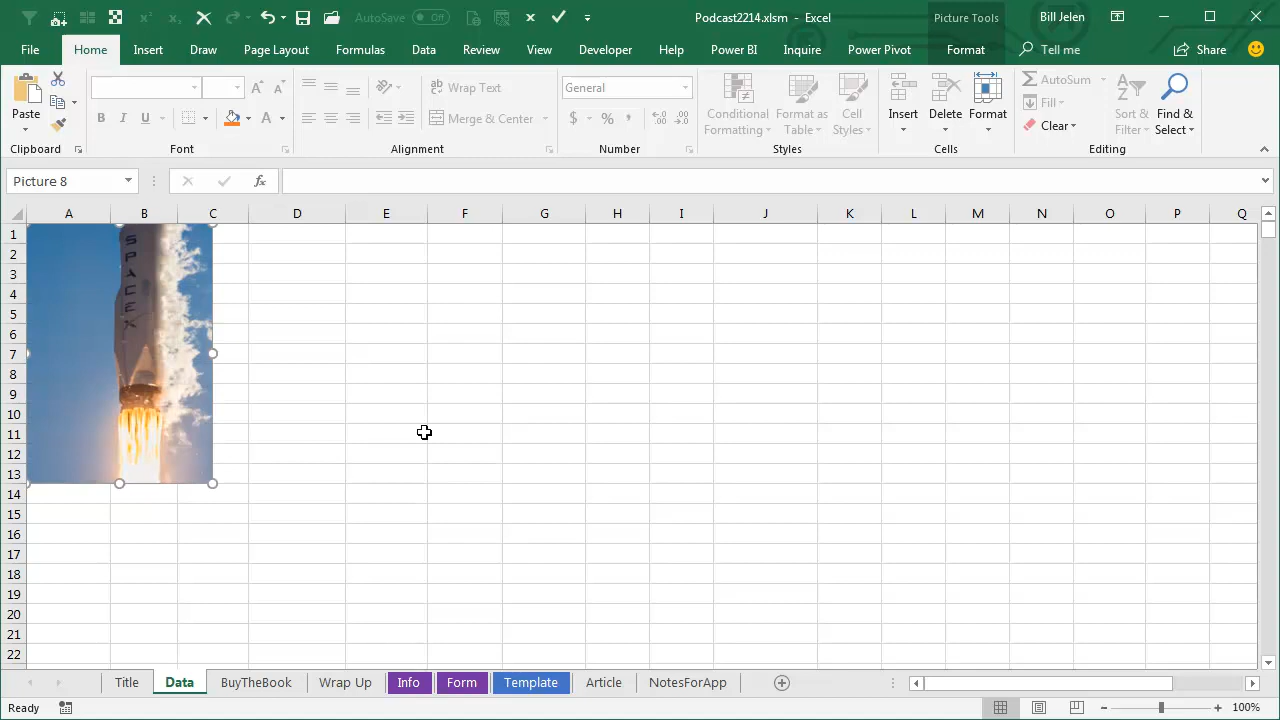 AutoSave Off
Podcast2214.xlsm - Excel
Picture Tools
Bill Jelen
File Home Insert Draw Page Layout Formulas Data Review View Developer Help Power BI Inquire Power Pivot Format Tell me Share
Paste
Wrap Text
Merge & Center
General
$ % ,
Conditional Formatting
Format as Table
Cell Styles
Insert
Delete
Format
AutoSum
Fill
Clear
Sort & Filter
Find & Select
B I U A
Clipboard Font Alignment Number Styles Cells Editing
Picture 8
fx
A B C D E F G H I J K L M N O P Q
1
2
3
4
5
6
7
8
9
10
11
12
13
14
15
16
17
18
19
20
21
22
SPACEX
Title Data BuyTheBook Wrap Up Info Form Template Article NotesForApp
Ready
100%